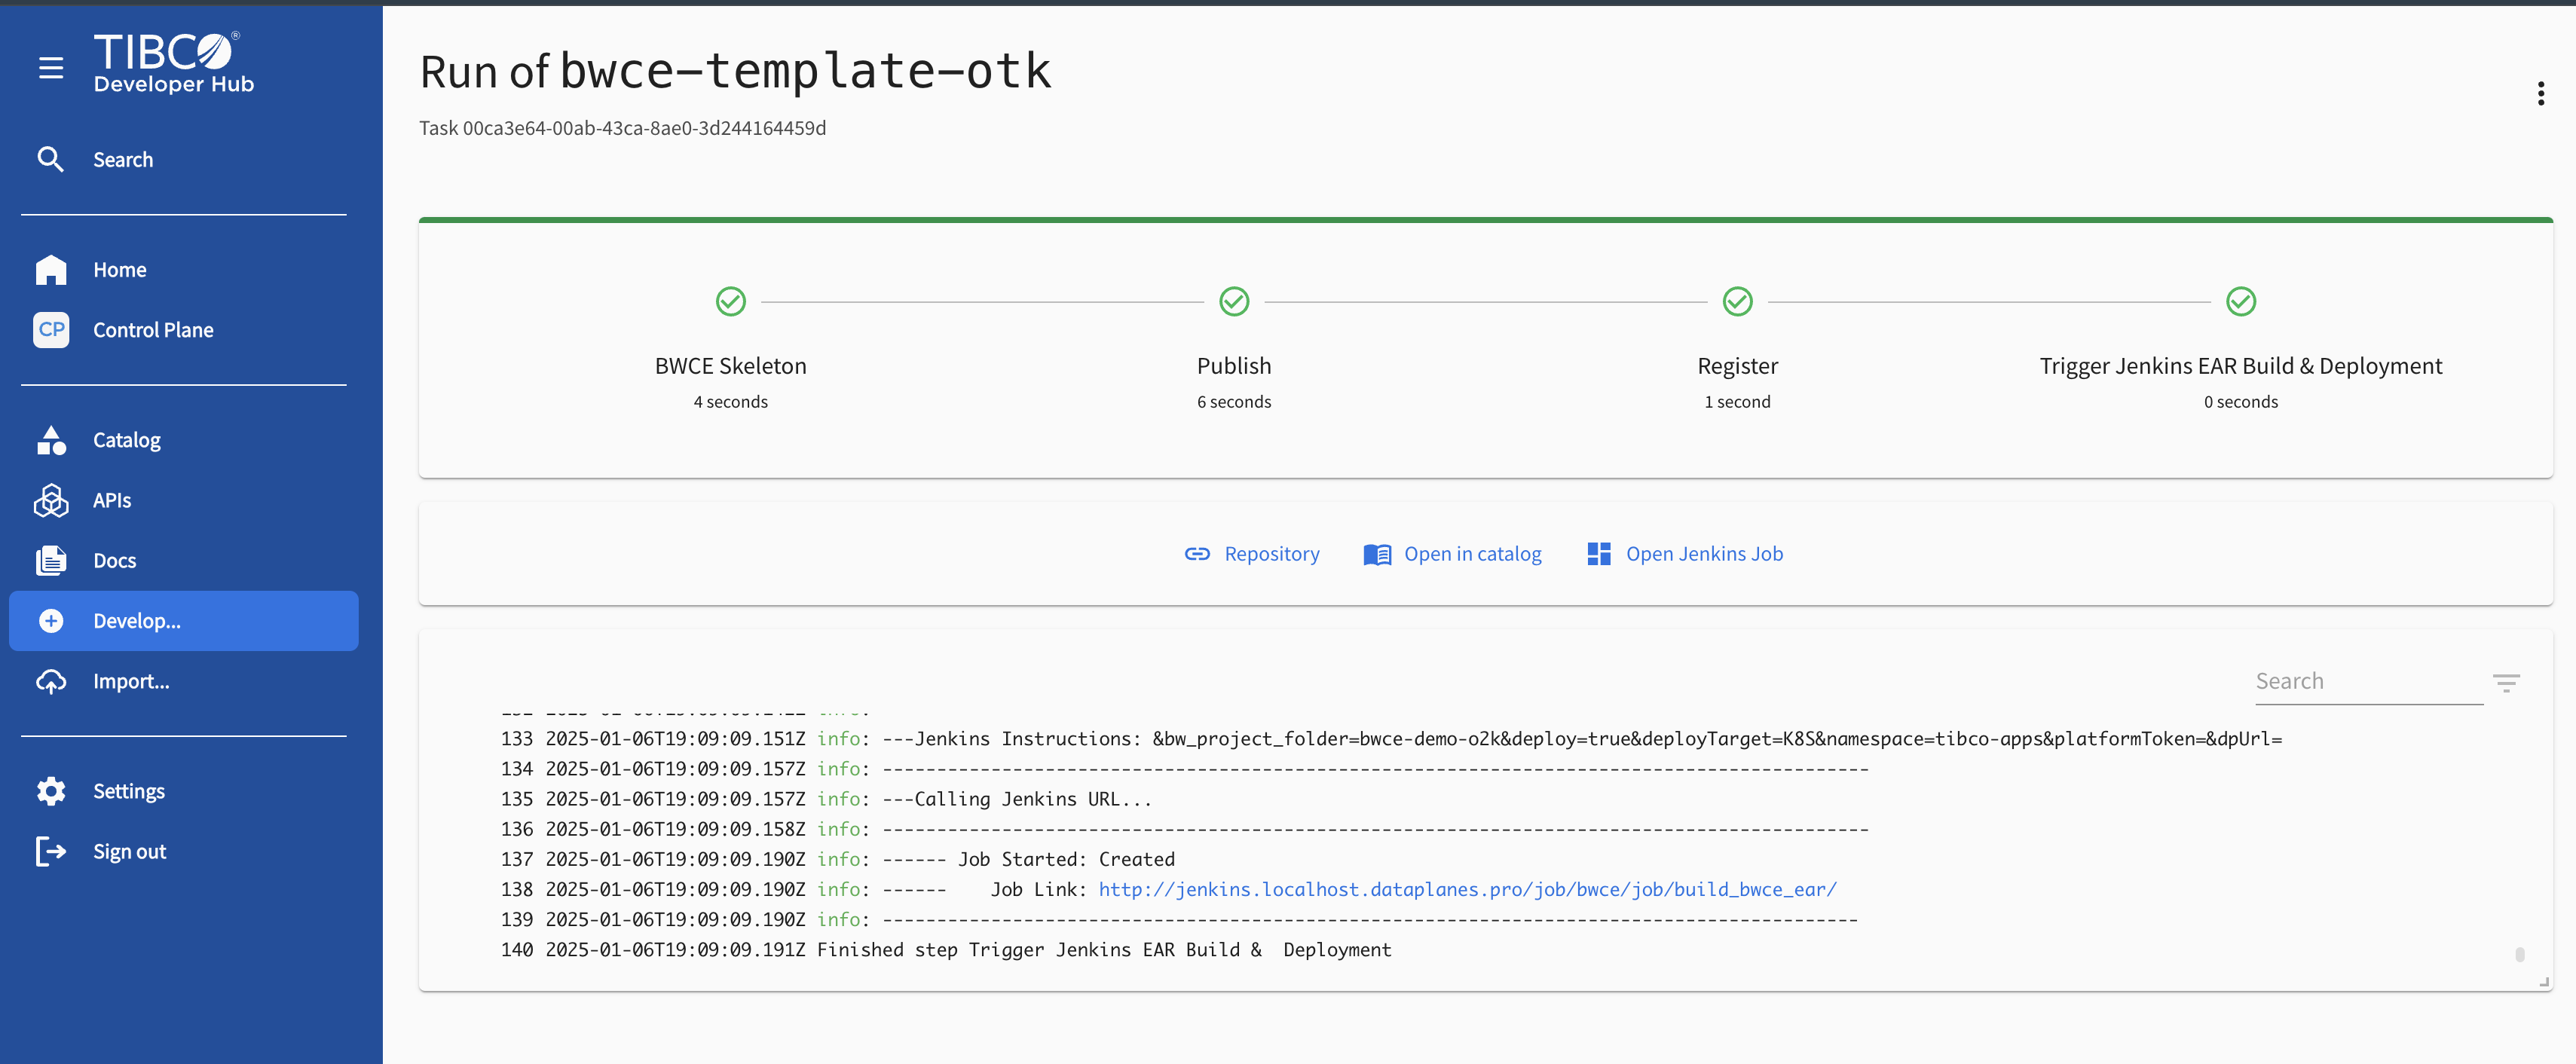 TIBCO®
Developer Hub
Search
Home
CP Control Plane
Catalog
APIs
Docs
Develop...
Import...
Settings
Sign out
Run of bwce-template-otk
Task 00ca3e64-00ab-43ca-8ae0-3d244164459d
BWCE Skeleton
4 seconds
Publish
6 seconds
Register
1 second
Trigger Jenkins EAR Build & Deployment
0 seconds
Repository
Open in catalog
Open Jenkins Job
Search
133 2025-01-06T19:09:09.151Z info: ---Jenkins Instructions: &bw_project_folder=bwce-demo-o2k&deploy=true&deployTarget=K8S&namespace=tibco-apps&platformToken=&dpUrl=
134 2025-01-06T19:09:09.157Z info: -------------------------------------------------------------------------------------------
135 2025-01-06T19:09:09.157Z info: ---Calling Jenkins URL...
136 2025-01-06T19:09:09.158Z info: -------------------------------------------------------------------------------------------
137 2025-01-06T19:09:09.190Z info: ------ Job Started: Created
138 2025-01-06T19:09:09.190Z info: ------    Job Link: http://jenkins.localhost.dataplanes.pro/job/bwce/job/build_bwce_ear/
139 2025-01-06T19:09:09.190Z info: ------------------------------------------------------------------------------------------
140 2025-01-06T19:09:09.191Z Finished step Trigger Jenkins EAR Build &  Deployment